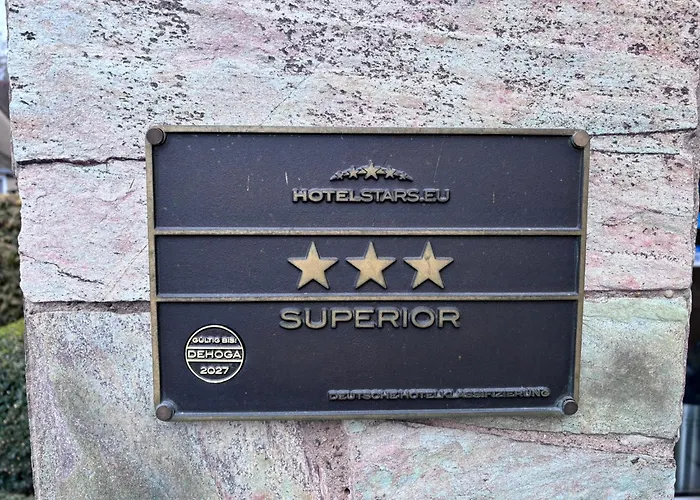 HOTELSTARS.EU
SUPERIOR
GÜLTIG BIS
DEHOGA
2027
DEUTSCHE HOTELKLASSIFIZIERUNG